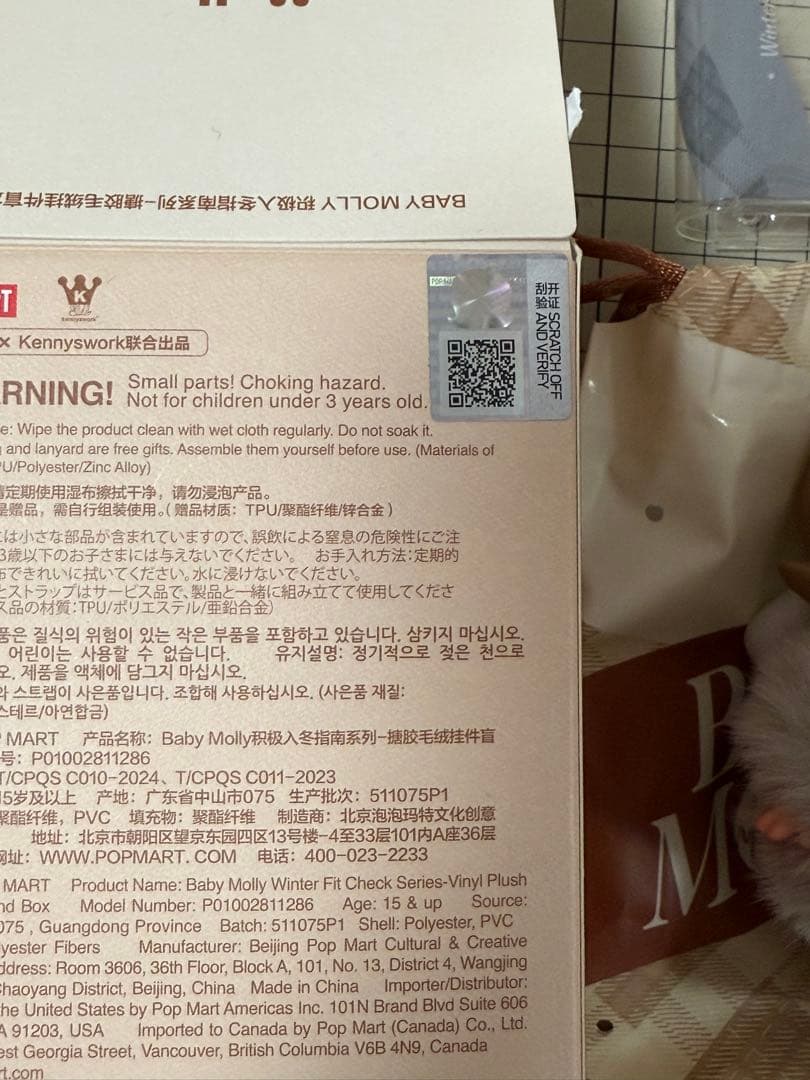 Winter
BABY MOLLY 积极入冬指南系列-搪胶毛绒挂件盲
POP MART
开证 SCRATCH OFF
刮验 AND VERIFY
K
Kennyswork
× Kennyswork联合出品
RNING! Small parts! Choking hazard.
Not for children under 3 years old.
e: Wipe the product clean with wet cloth regularly. Do not soak it.
and lanyard are free gifts. Assemble them yourself before use. (Materials of
U/Polyester/Zinc Alloy)
请定期使用湿布擦拭干净，请勿浸泡产品。
是赠品，需自行组装使用。（赠品材质：TPU/聚酯纤维/锌合金）
には小さな部品が含まれていますので、誤飲による窒息の危険性にご注
3歳以下のお子さまには与えないでください。 お手入れ方法：定期的
布できれいに拭いてください。水に浸けないでください。
とストラップはサービス品で、製品と一緒に組み立てて使用してくださ
ス品の材質：TPU/ポリエステル/亜鉛合金）
품은 질식의 위험이 있는 작은 부품을 포함하고 있습니다. 삼키지 마십시오.
어린이는 사용할 수 없습니다. 유지설명: 정기적으로 젖은 천으로
오. 제품을 액체에 담그지 마십시오.
와 스트랩이 사은품입니다. 조합해 사용하십시오. (사은품 재질:
스테르/아연합금)
MART 产品名称：Baby Molly积极入冬指南系列-搪胶毛绒挂件盲
号：P01002811286
T/CPQS C010-2024、T/CPQS C011-2023
15岁及以上 产地：广东省中山市075 生产批次：511075P1
聚酯纤维，PVC 填充物：聚酯纤维 制造商：北京泡泡玛特文化创意
地址：北京市朝阳区望京东园四区13号楼-4至33层101内A座36层
网址：WWW.POPMART.COM 电话：400-023-2233
MART Product Name: Baby Molly Winter Fit Check Series-Vinyl Plush
nd Box Model Number: P01002811286 Age: 15 & up Source:
075 , Guangdong Province Batch: 511075P1 Shell: Polyester, PVC
lyester Fibers Manufacturer: Beijing Pop Mart Cultural & Creative
ddress: Room 3606, 36th Floor, Block A, 101, No. 13, District 4, Wangjing
Chaoyang District, Beijing, China Made in China Importer/Distributor:
the United States by Pop Mart Americas Inc. 101N Brand Blvd Suite 606
A 91203, USA Imported to Canada by Pop Mart (Canada) Co., Ltd.
est Georgia Street, Vancouver, British Columbia V6B 4N9, Canada
rt.com
B
M